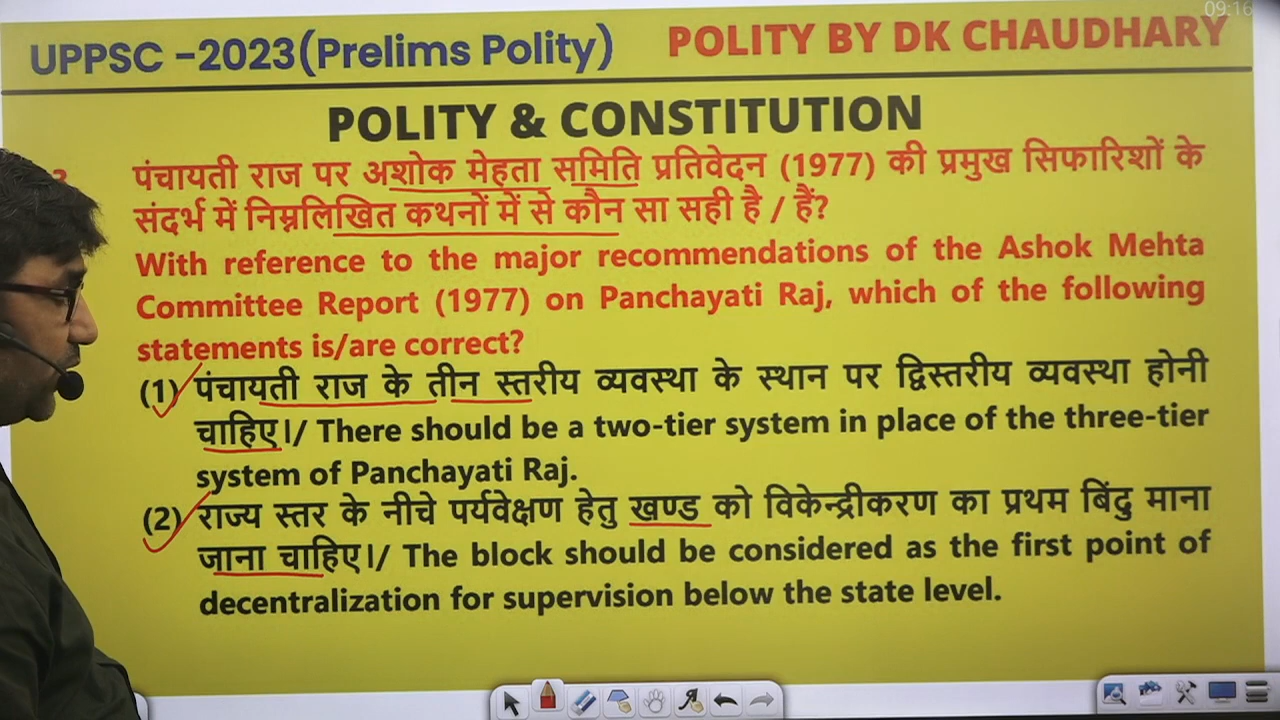 09:16
UPPSC -2023(Prelims Polity) POLITY BY DK CHAUDHARY
POLITY & CONSTITUTION
पंचायती राज पर अशोक मेहता समिति प्रतिवेदन (1977) की प्रमुख सिफारिशों के
संदर्भ में निम्नलिखित कथनों में से कौन सा सही है / हैं?
With reference to the major recommendations of the Ashok Mehta
Committee Report (1977) on Panchayati Raj, which of the following
statements is/are correct?
(1) पंचायती राज के तीन स्तरीय व्यवस्था के स्थान पर द्विस्तरीय व्यवस्था होनी
चाहिए।/ There should be a two-tier system in place of the three-tier
system of Panchayati Raj.
(2) राज्य स्तर के नीचे पर्यवेक्षण हेतु खण्ड को विकेन्द्रीकरण का प्रथम बिंदु माना
जाना चाहिए।/ The block should be considered as the first point of
decentralization for supervision below the state level.